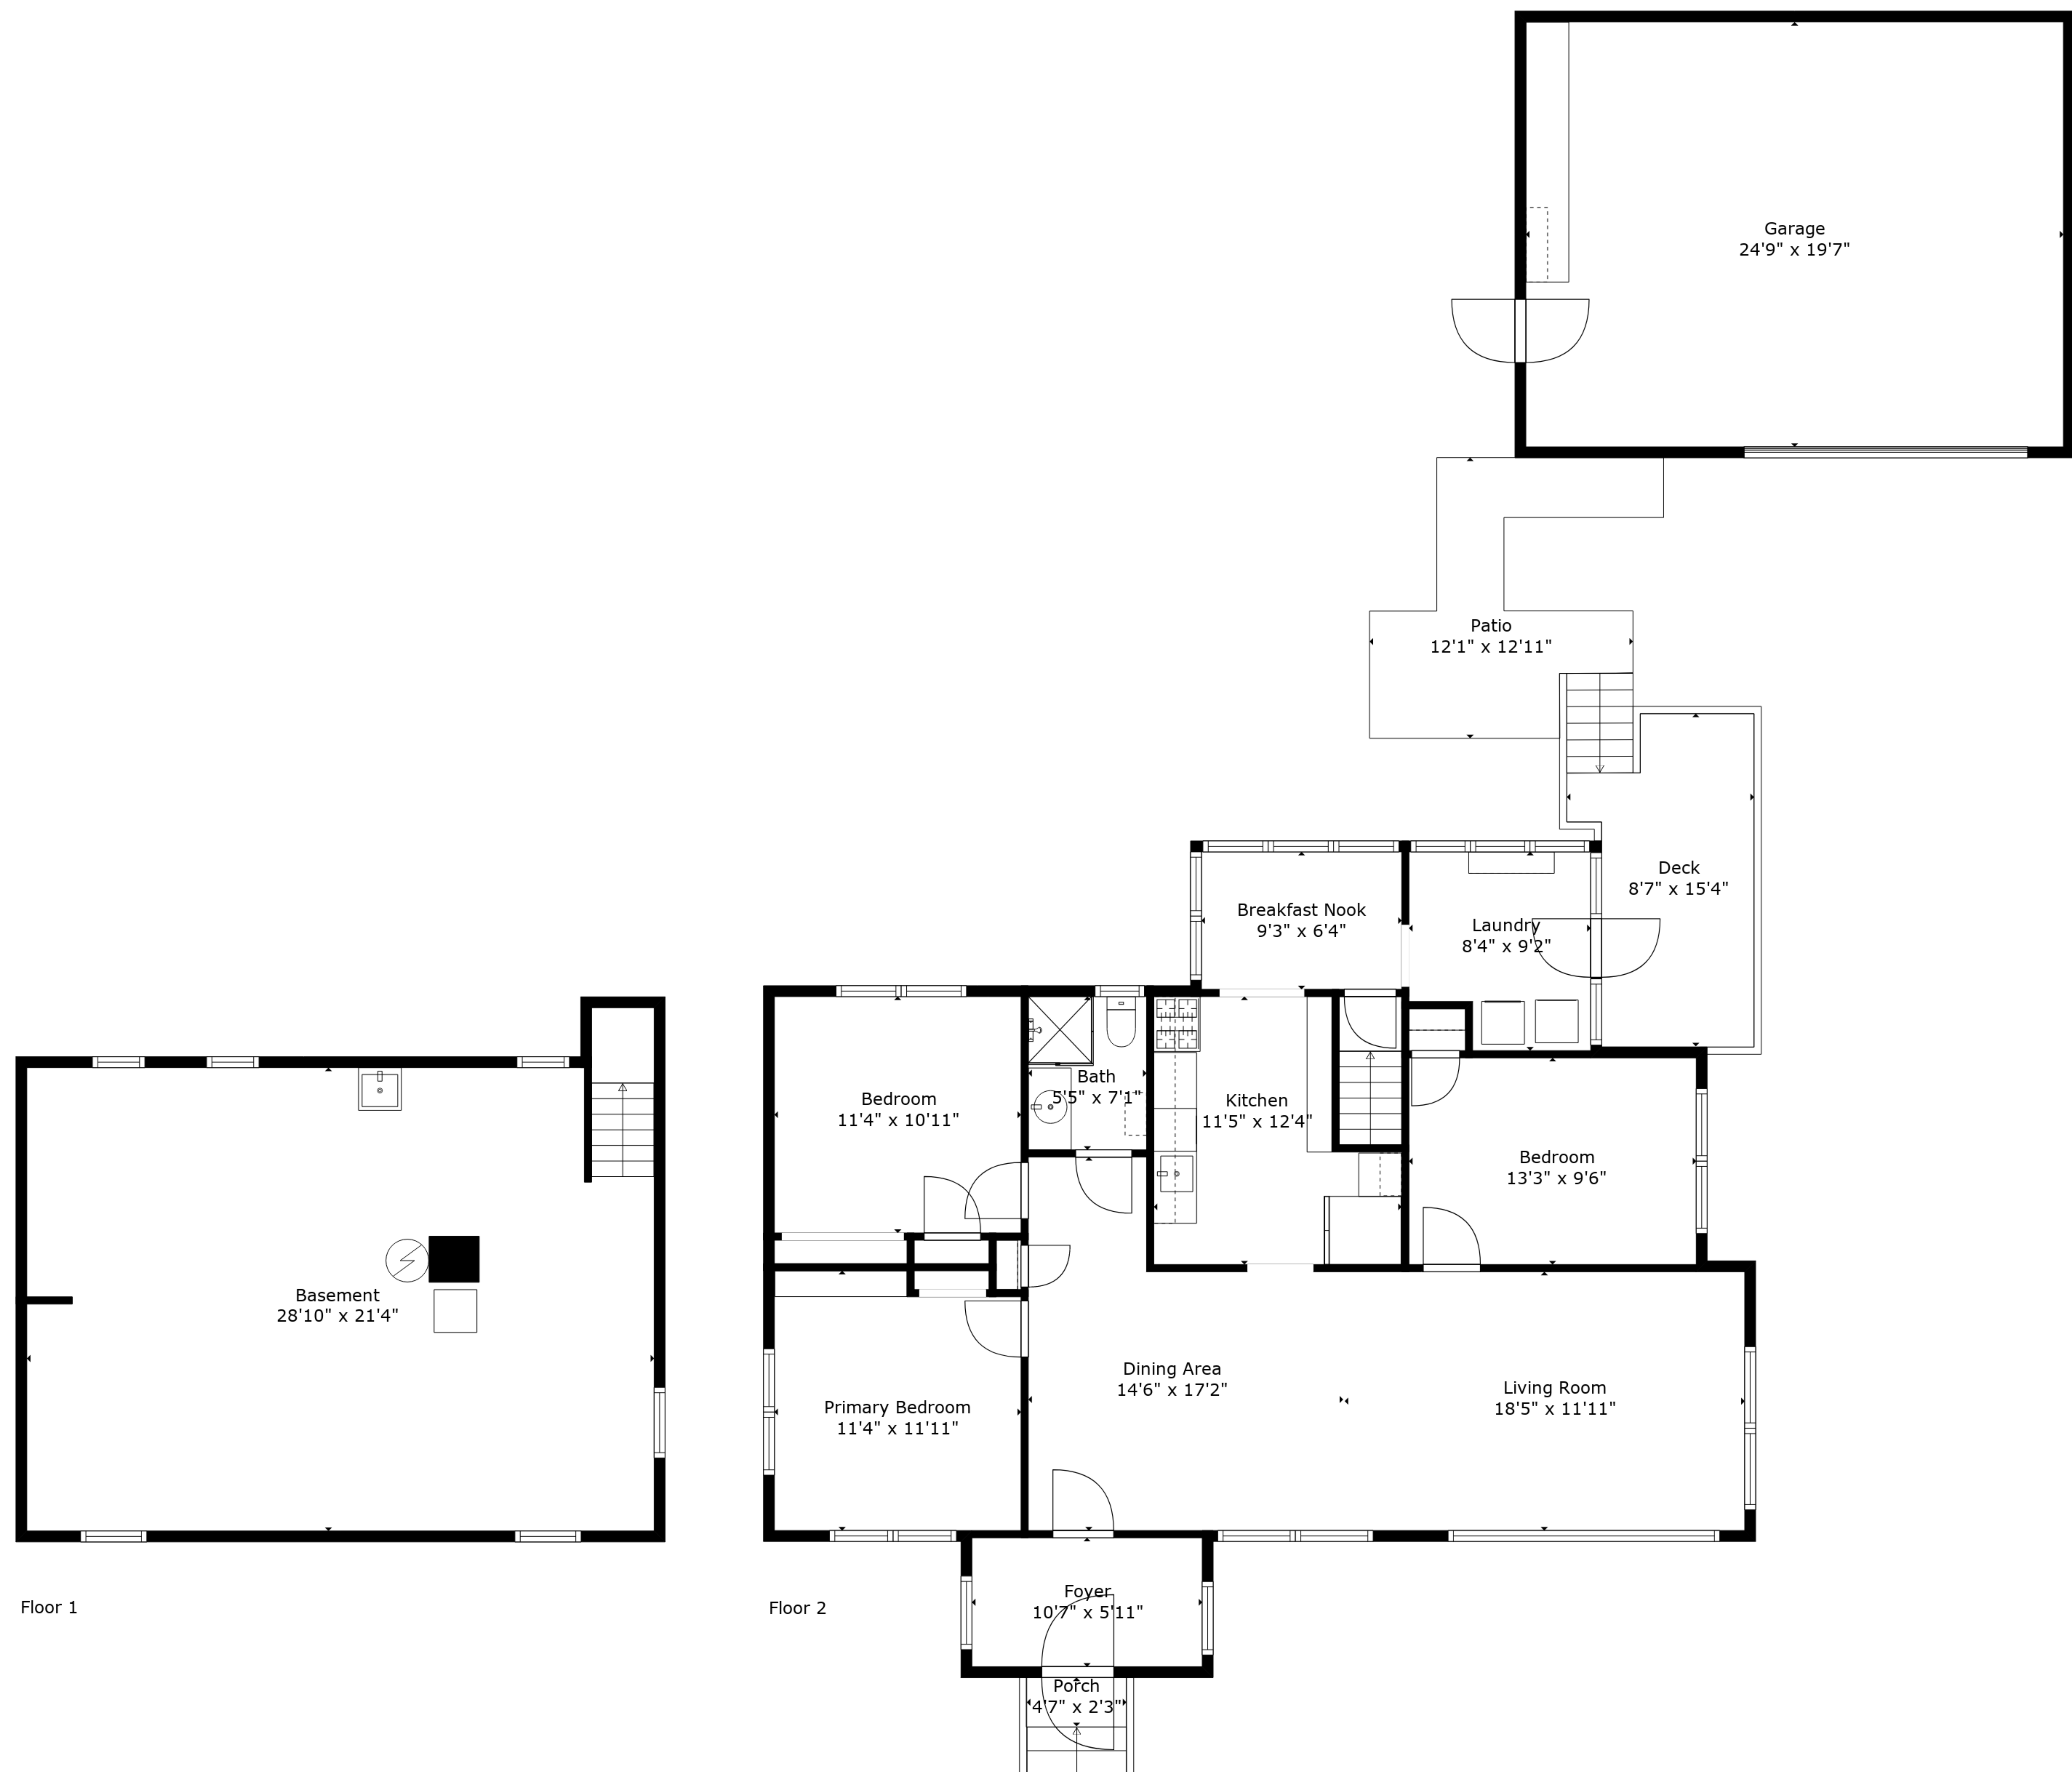 Garage
24'9" x 19'7"
Patio
12'1" x 12'11"
Deck
8'7" x 15'4"
Breakfast Nook
9'3" x 6'4"
Laundry
8'4" x 9'2"
Bath
5'5" x 7'1"
Bedroom
11'4" x 10'11"
Kitchen
11'5" x 12'4"
Bedroom
13'3" x 9'6"
Basement
28'10" x 21'4"
Dining Area
14'6" x 17'2"
Living Room
18'5" x 11'11"
Primary Bedroom
11'4" x 11'11"
Foyer
10'7" x 5'11"
Floor 1
Floor 2
Porch
4'7" x 2'3"